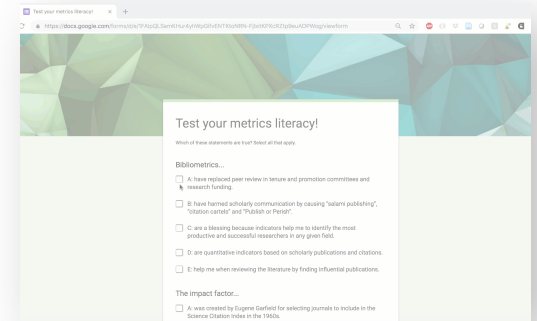 Test your metrics literacy!
Test your metrics literacy!
Which of these statements are true? Select all that apply.
Bibliometrics...
A: have replaced peer review in tenure and promotion committees and
research funding.
B: have harmed scholarly communication by causing "salami publishing",
"citation cartels" and "Publish or Perish".
C: are a blessing because indicators help me to identify the most
productive and successful researchers in any given field.
D: are quantitative indicators based on scholarly publications and citations.
E: help me when reviewing the literature by finding influential publications.
The impact factor...
A: was created by Eugene Garfield for selecting journals to include in the
Science Citation Index in the 1960s.